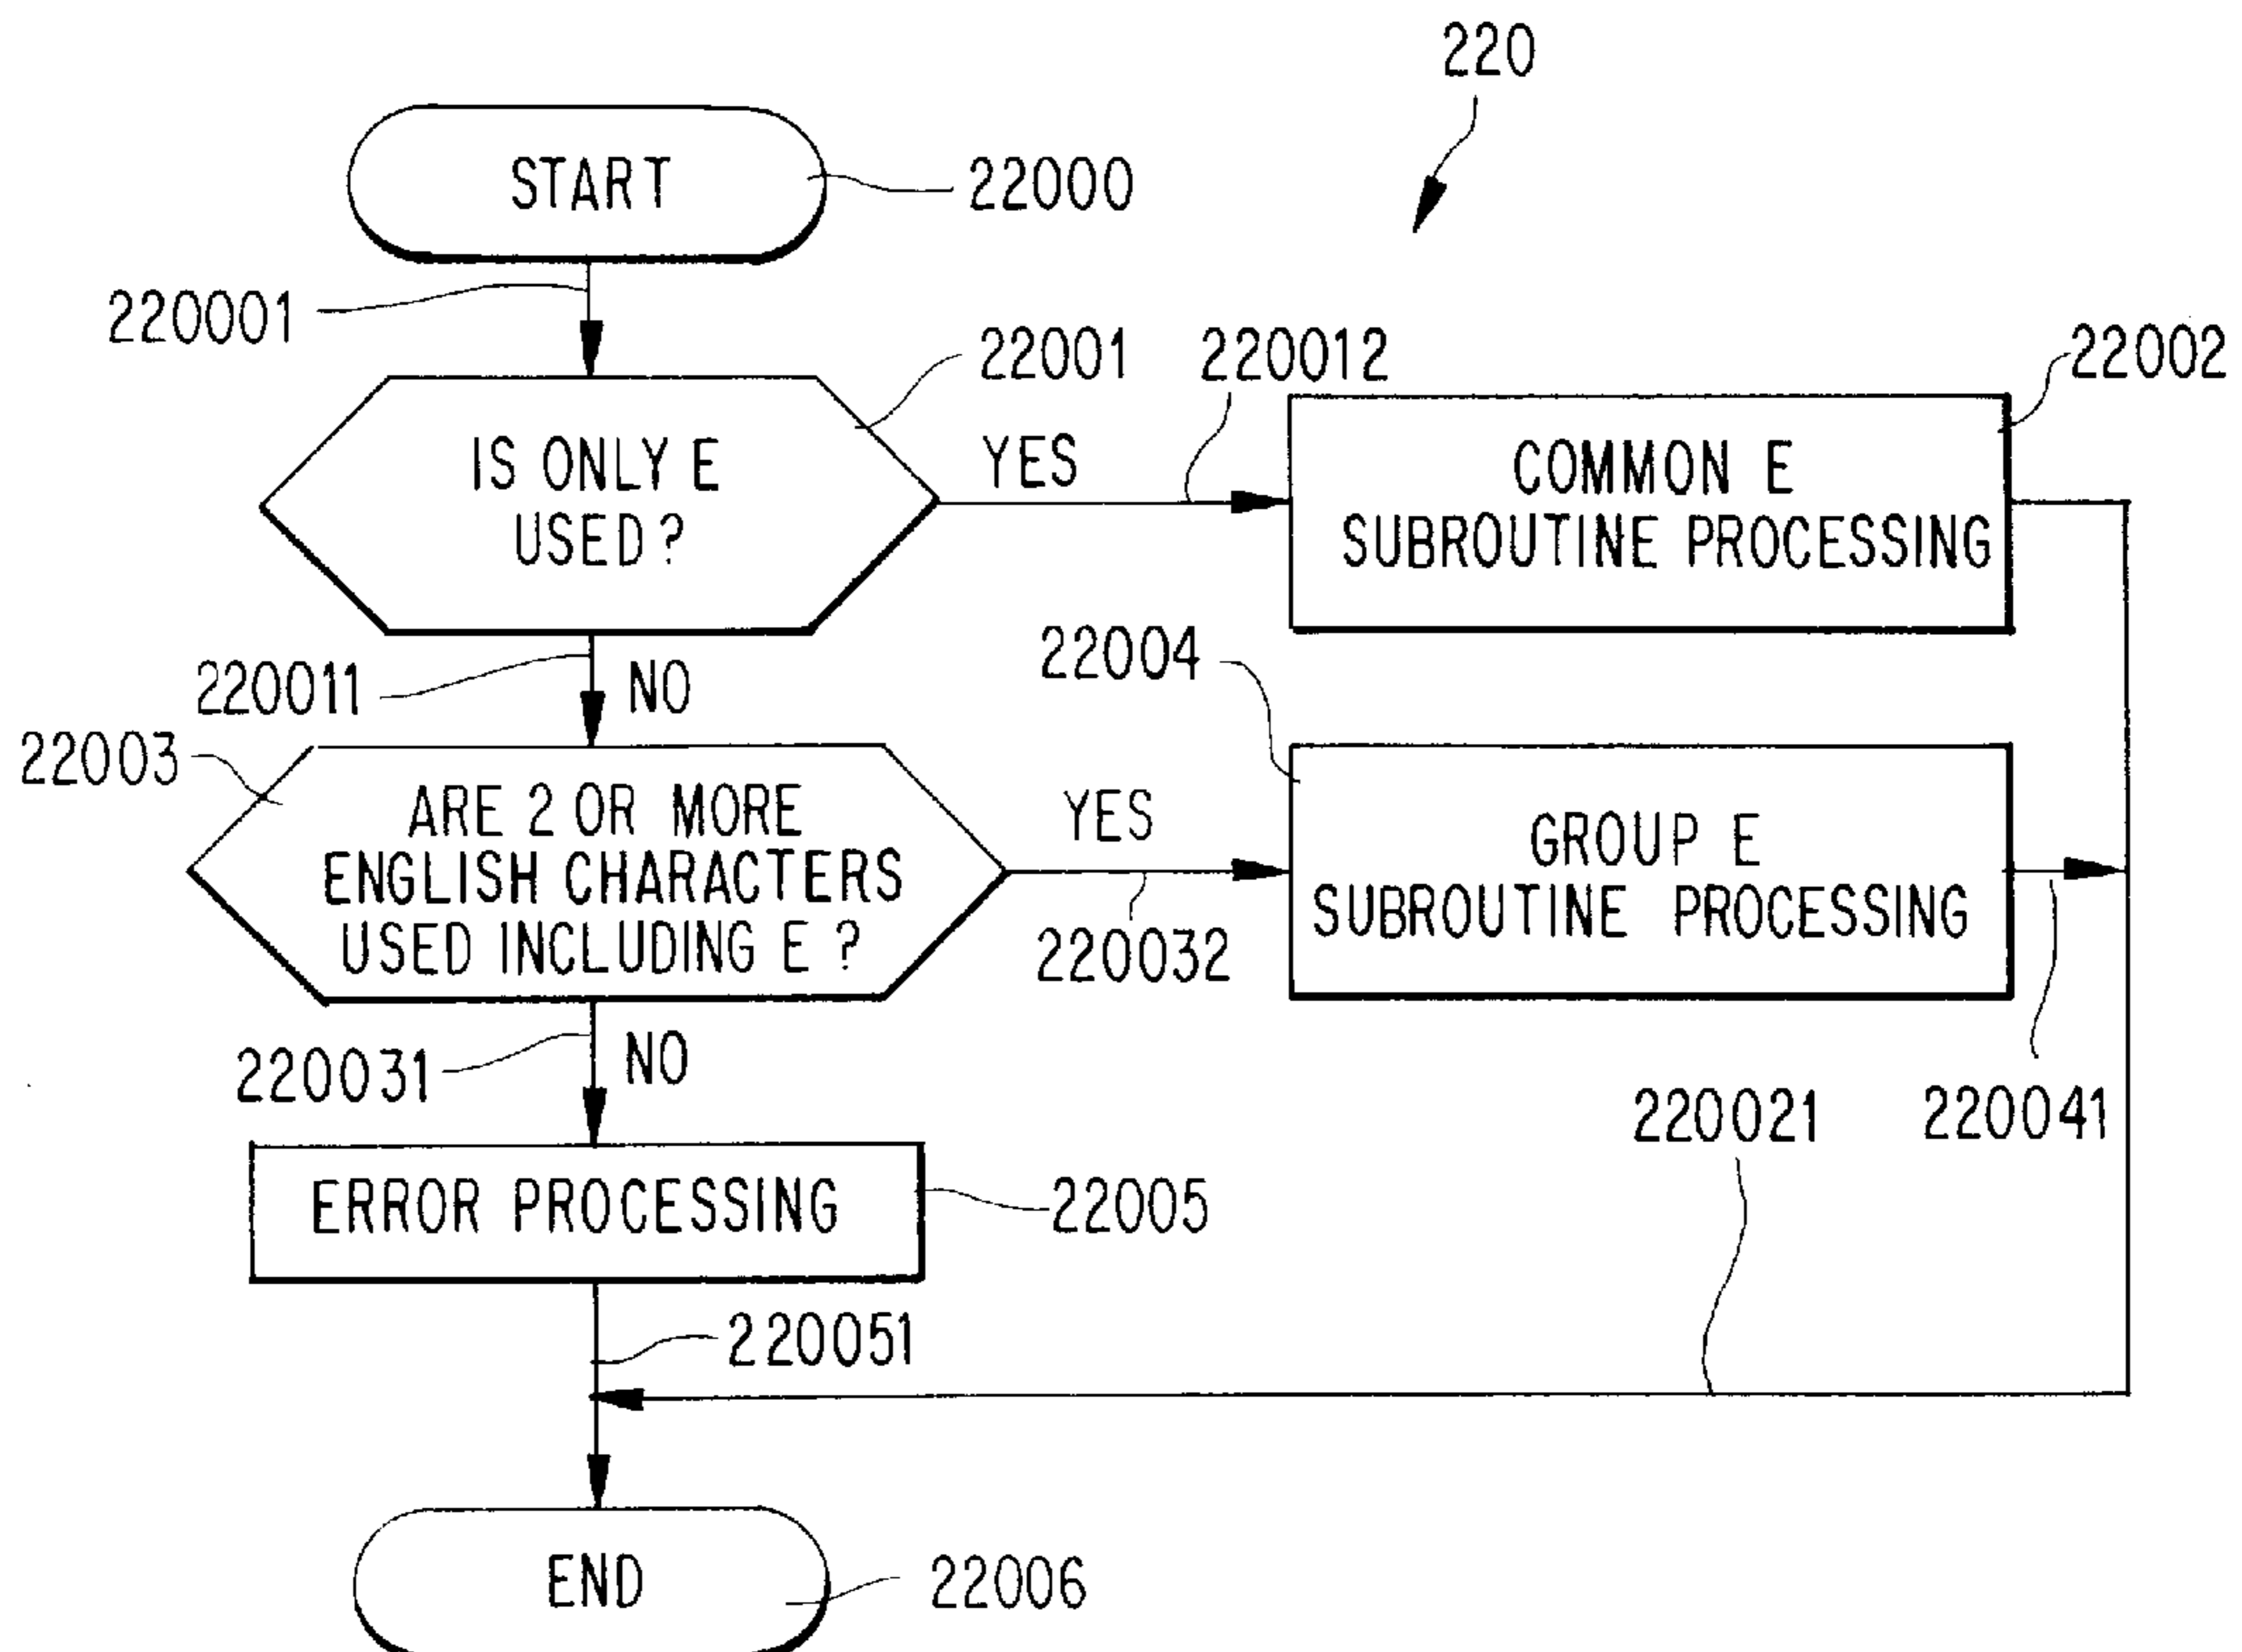 220
START
22000
220001
22001
220012
22002
IS ONLY E
USED?
YES
COMMON E
SUBROUTINE PROCESSING
220011
NO
22004
22003
ARE 2 OR MORE
ENGLISH CHARACTERS
USED INCLUDING E ?
YES
220032
GROUP E
SUBROUTINE PROCESSING
220031
NO
220021
220041
ERROR PROCESSING
22005
220051
END
22006